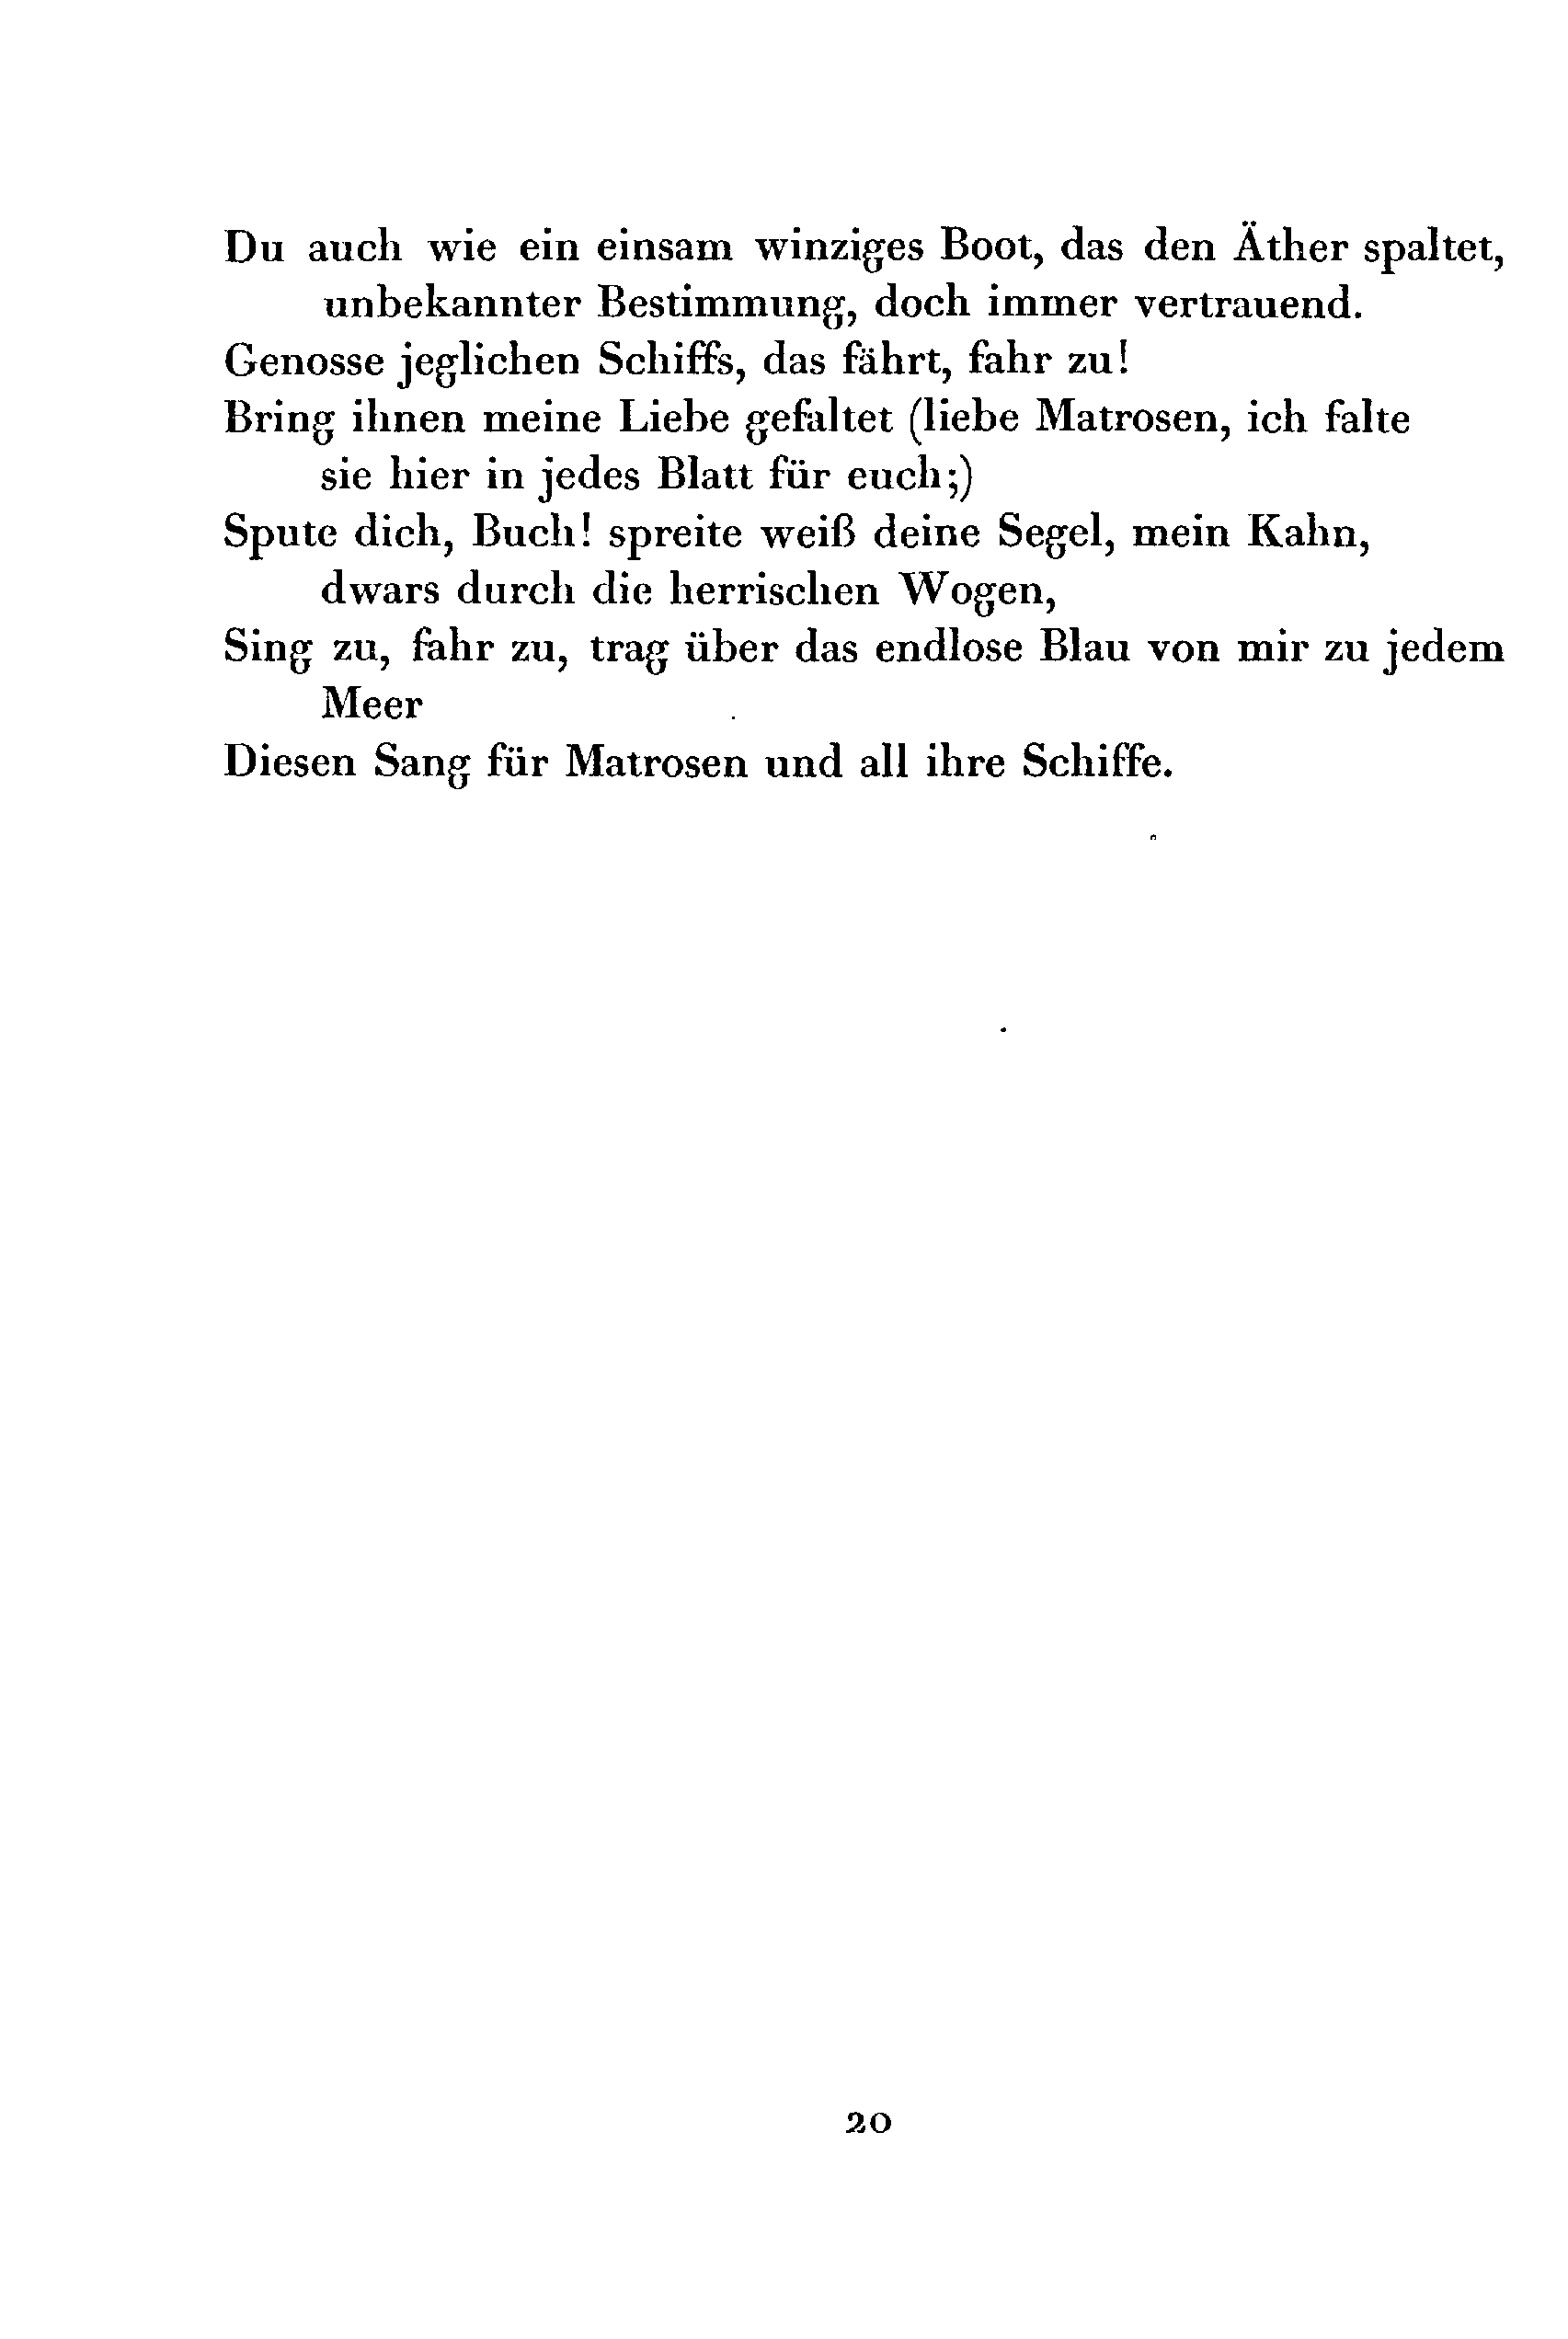 Du auch wie ein einsam winziges Boot, das den Äther spaltet,
unbekannter Bestimmung, doch immer vertrauend.
Genosse jeglichen Schiffs, das fährt, fahr zu!
Bring ihnen meine Liebe gefaltet (liebe Matrosen, ich falte
sie hier in jedes Blatt für euch;)
Spute dich, Buch! spreite weiß deine Segel, mein Kahn,
dwars durch die herrischen Wogen,
Sing zu, fahr zu, trag über das endlose Blau von mir zu jedem
Meer
Diesen Sang für Matrosen und all ihre Schiffe.
20